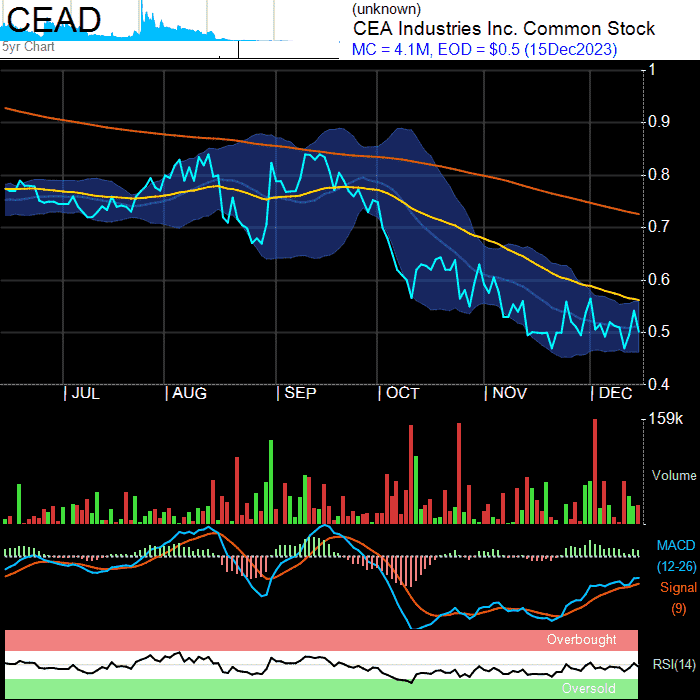 CEAD
(unknown)
CEA Industries Inc. Common Stock
MC = 4.1M, EOD = $0.5 (15Dec2023)
5yr Chart
1
0.9
0.8
0.7
0.6
0.5
0.4
JUL AUG SEP OCT NOV DEC
159k
Volume
MACD
(12-26)
Signal
(9)
Overbought
RSI(14)
Oversold